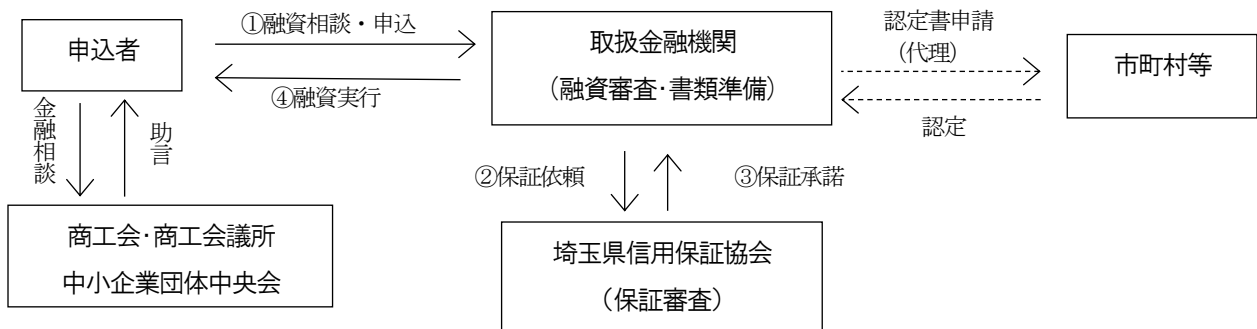 ①融資相談・申込
申込者
④融資実行
取扱金融機関
(融資審査・書類準備)
認定書申請
(代理)
認定
市町村等
金融相談
助言
②保証依頼
③保証承諾
商工会・商工会議所
中小企業団体中央会
埼玉県信用保証協会
(保証審査)